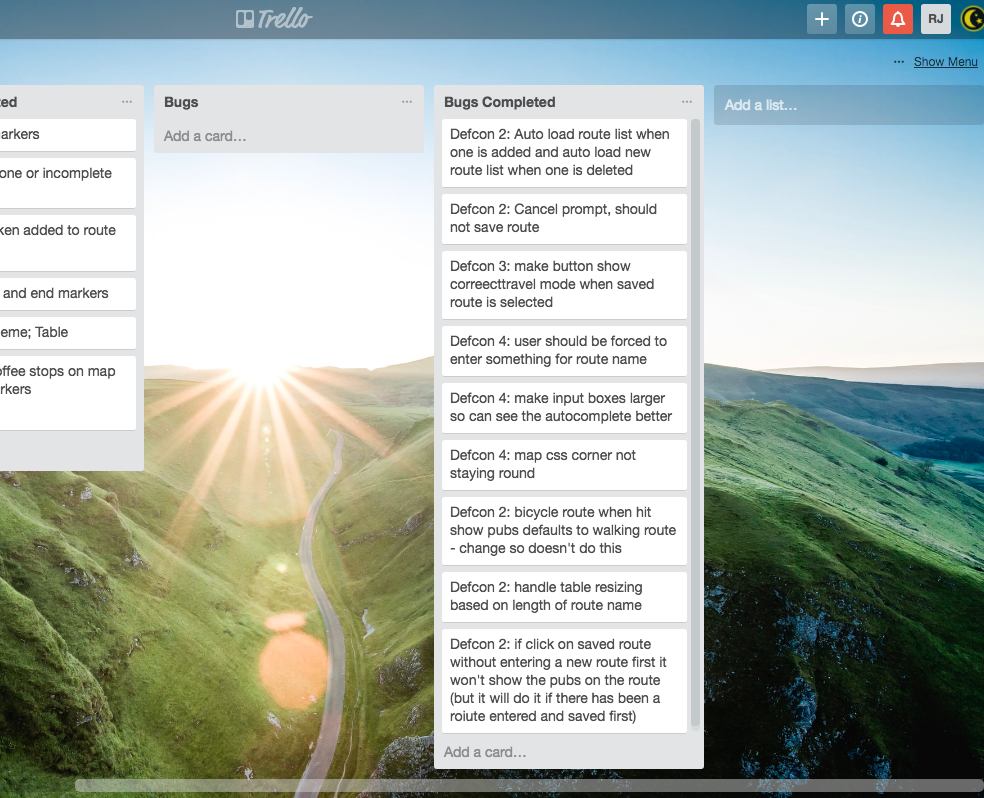 Trello
RJ
... Show Menu
ted
...
arkers
one or incomplete
ken added to route
and end markers
eme; Table
offee stops on map
rkers
Bugs
...
Add a card…
Bugs Completed
...
Defcon 2: Auto load route list when
one is added and auto load new
route list when one is deleted
Defcon 2: Cancel prompt, should
not save route
Defcon 3: make button show
correecttravel mode when saved
route is selected
Defcon 4: user should be forced to
enter something for route name
Defcon 4: make input boxes larger
so can see the autocomplete better
Defcon 4: map css corner not
staying round
Defcon 2: bicycle route when hit
show pubs defaults to walking route
- change so doesn't do this
Defcon 2: handle table resizing
based on length of route name
Defcon 2: if click on saved route
without entering a new route first it
won't show the pubs on the route
(but it will do it if there has been a
roiute entered and saved first)
Add a card…
Add a list…